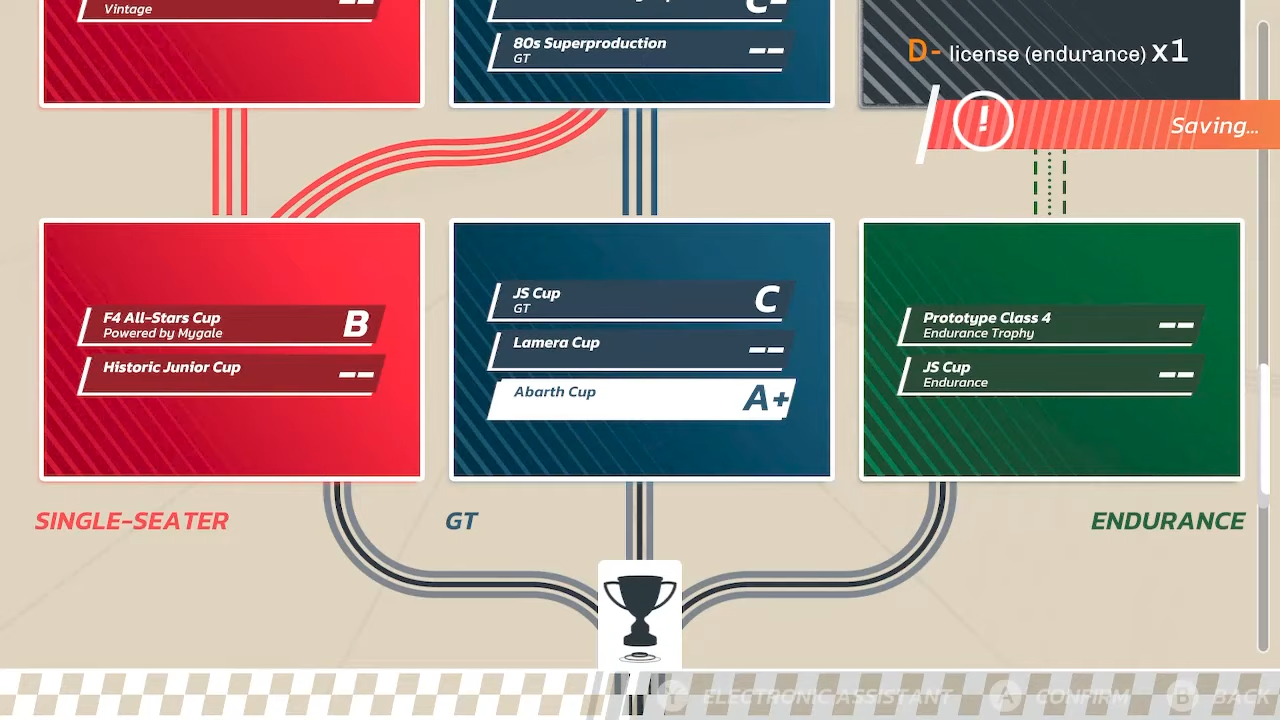 Vintage
--
C-
80s Superproduction
GT
--
D- license (endurance) x1
!
Saving...
F4 All-Stars Cup
Powered by Mygale
B
Historic Junior Cup
--
JS Cup
GT
C
Lamera Cup
--
Abarth Cup
A+
Prototype Class 4
Endurance Trophy
--
JS Cup
Endurance
--
SINGLE-SEATER
GT
ENDURANCE
Y ELECTRONIC ASSISTANT A CONFIRM B BACK